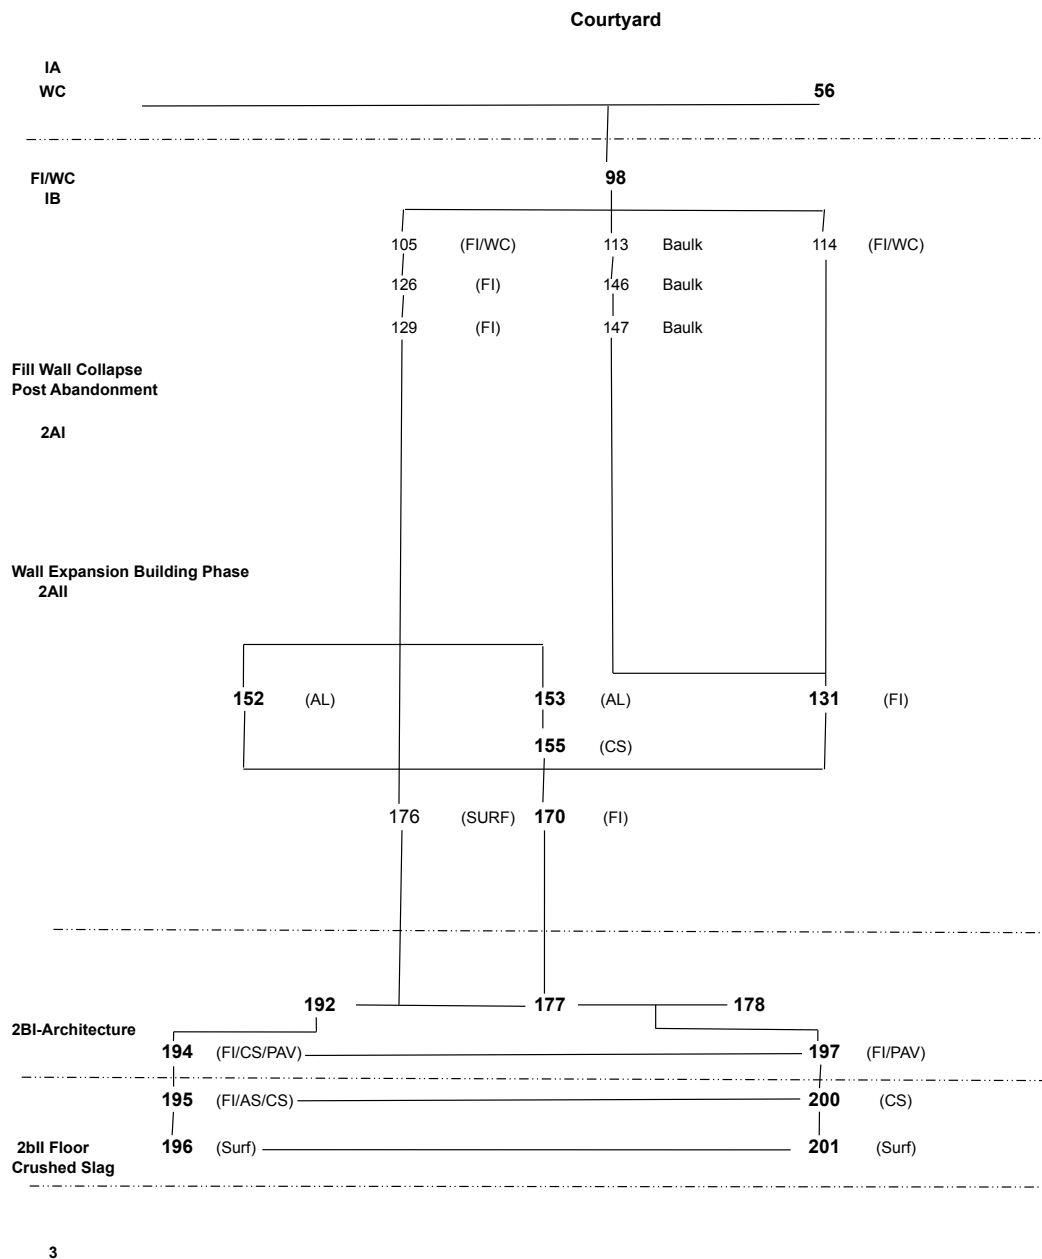 Courtyard
IA
WC 56
FI/WC 98
IB
105 (FI/WC) 113 Baulk 114 (FI/WC)
126 (FI) 146 Baulk
129 (FI) 147 Baulk
Fill Wall Collapse
Post Abandonment
2AI
Wall Expansion Building Phase
2AII
152 (AL) 153 (AL) 131 (FI)
155 (CS)
176 (SURF) 170 (FI)
192 177 178
2BI-Architecture
194 (FI/CS/PAV) 197 (FI/PAV)
195 (FI/AS/CS) 200 (CS)
196 (Surf) 201 (Surf)
2bII Floor
Crushed Slag
3